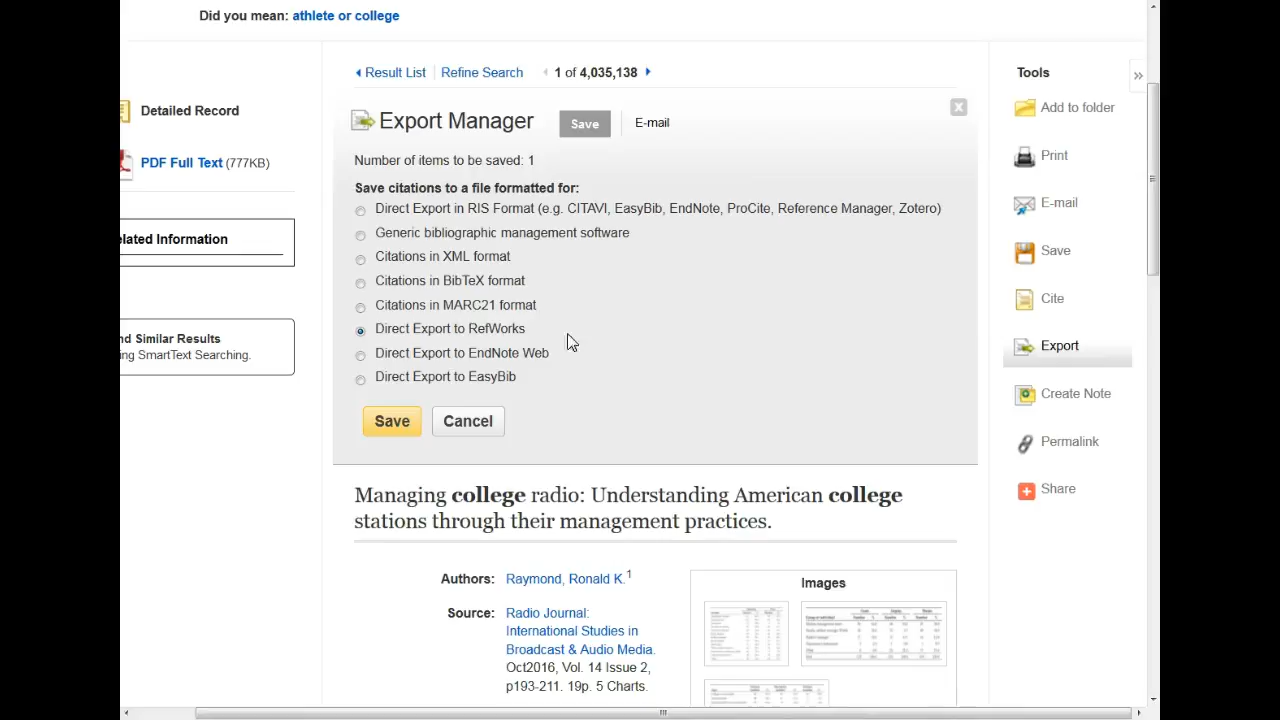 Did you mean: athlete or college
Result List Refine Search 1 of 4,035,138
Tools
Detailed Record
PDF Full Text (777KB)
elated Information
nd Similar Results
ing SmartText Searching.
Export Manager Save E-mail
Number of items to be saved: 1
Save citations to a file formatted for:
Direct Export in RIS Format (e.g. CITAVI, EasyBib, EndNote, ProCite, Reference Manager, Zotero)
Generic bibliographic management software
Citations in XML format
Citations in BibTeX format
Citations in MARC21 format
Direct Export to RefWorks
Direct Export to EndNote Web
Direct Export to EasyBib
Save Cancel
Managing college radio: Understanding American college
stations through their management practices.
Authors: Raymond, Ronald K.1
Source: Radio Journal:
International Studies in
Broadcast & Audio Media.
Oct2016, Vol. 14 Issue 2,
p193-211. 19p. 5 Charts.
Images
Add to folder
Print
E-mail
Save
Cite
Export
Create Note
Permalink
Share